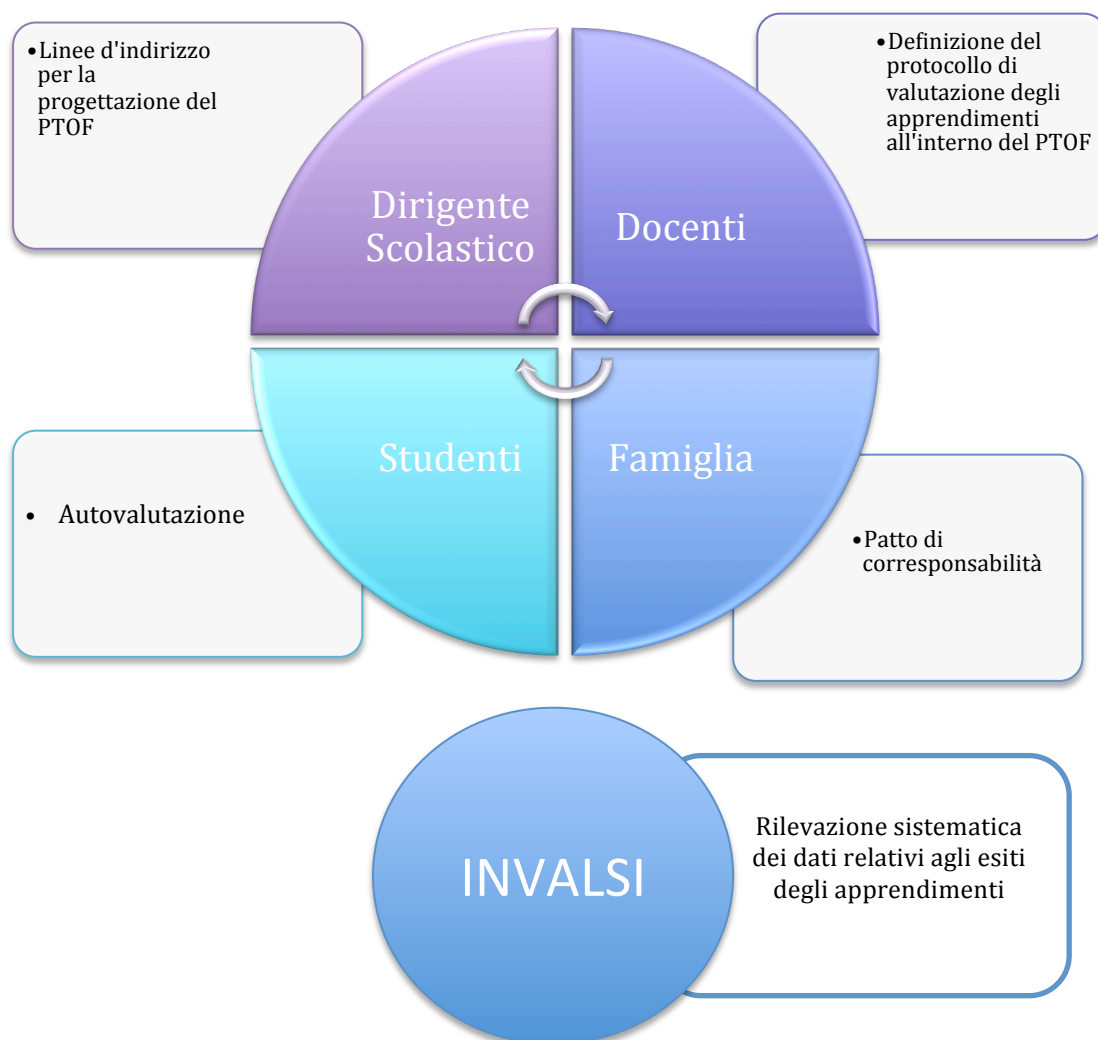 •Linee d'indirizzo
per la
progettazione del
PTOF
•Definizione del
protocollo di
valutazione degli
apprendimenti
all'interno del PTOF
Dirigente
Scolastico
Docenti
Studenti
Famiglia
• Autovalutazione
•Patto di
corresponsabilità
INVALSI
Rilevazione sistematica
dei dati relativi agli esiti
degli apprendimenti